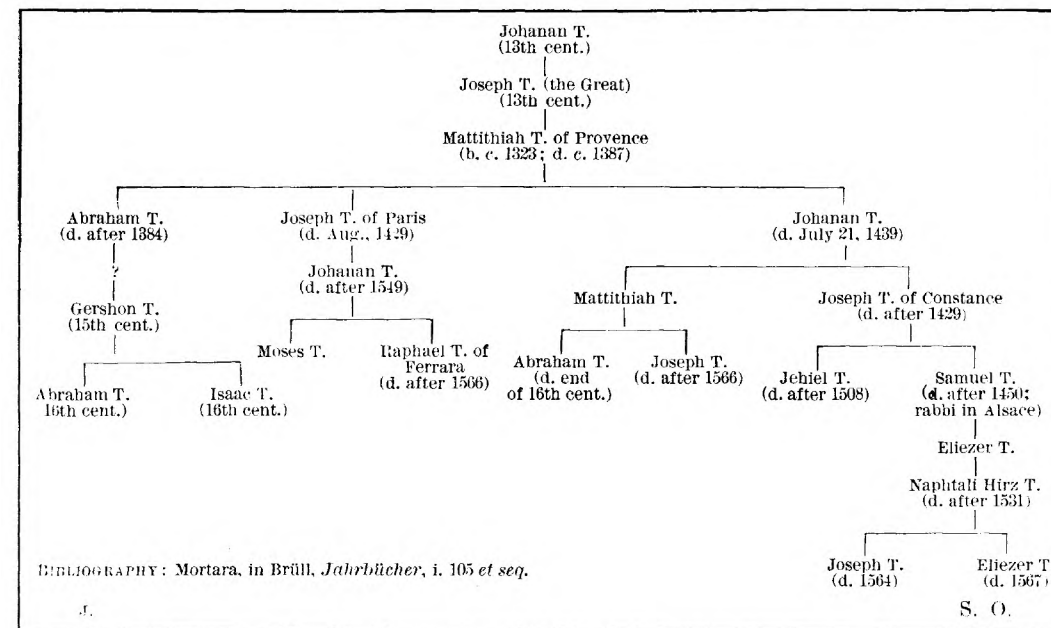 Johanan T.
(13th cent.)
Joseph T. (the Great)
(13th cent.)
Mattithiah T. of Provence
(b. c. 1323; d. c. 1387)
Abraham T.
(d. after 1384)
Joseph T. of Paris
(d. Aug., 1429)
Johanan T.
(d. July 21, 1439)
?
Gershon T.
(15th cent.)
Johanan T.
(d. after 1549)
Mattithiah T.
Joseph T. of Constance
(d. after 1429)
Abraham T.
16th cent.)
Isaac T.
(16th cent.)
Moses T.
Raphael T. of
Ferrara
(d. after 1566)
Abraham T.
(d. end
of 16th cent.)
Joseph T.
(d. after 1566)
Jehiel T.
(d. after 1508)
Samuel T.
(d. after 1450;
rabbi in Alsace)
Eliezer T.
Naphtali Hirz T.
(d. after 1531)
Joseph T.
(d. 1564)
Eliezer T
(d. 1567)
BIBLIOGRAPHY: Mortara, in Brüll, Jahrbücher, i. 105 et seq.
J.
S. O.